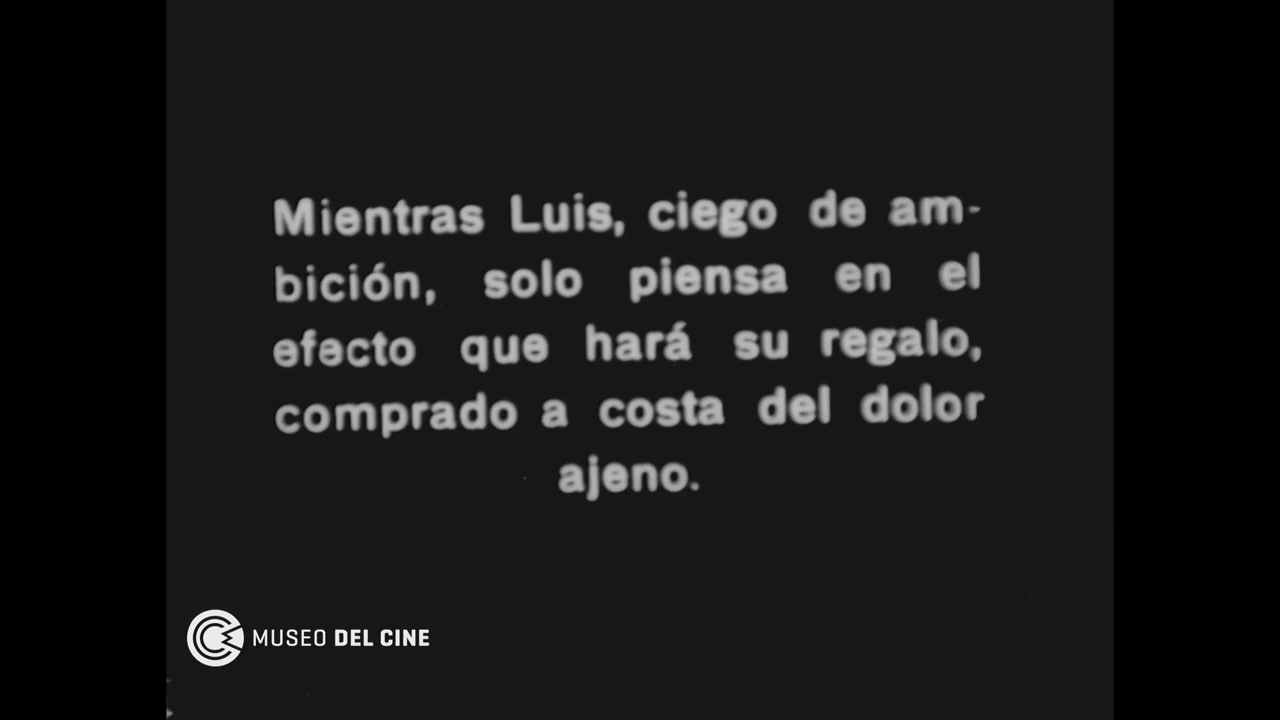 Mientras Luis, ciego de am-
bición, solo piensa en el
efecto que hará su regalo,
comprado a costa del dolor
ajeno.
MUSEO DEL CINE